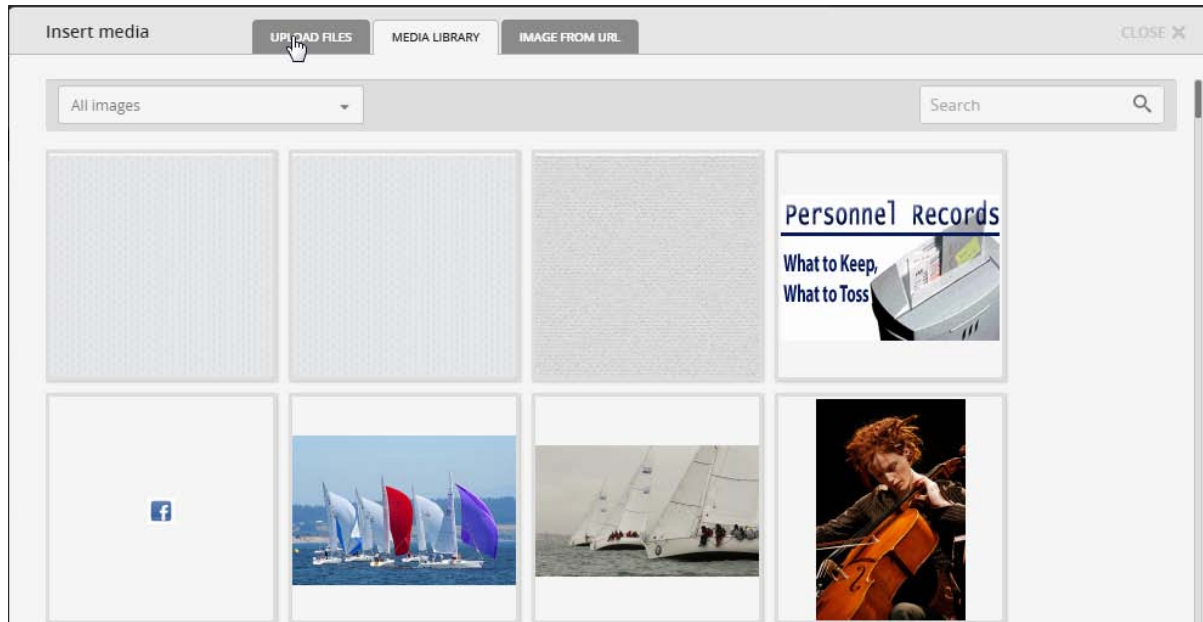 Insert media
UPLOAD FILES
MEDIA LIBRARY
IMAGE FROM URL
CLOSE
All images
Search
Personnel Records
What to Keep,
What to Toss
f